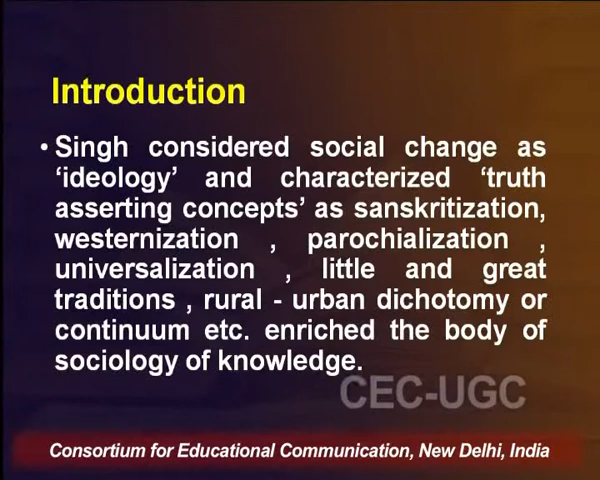 Introduction
• Singh considered social change as
‘ideology’ and characterized ‘truth
asserting concepts’ as sanskritization,
westernization , parochialization ,
universalization , little and great
traditions , rural - urban dichotomy or
continuum etc. enriched the body of
sociology of knowledge.
CEC-UGC
Consortium for Educational Communication, New Delhi, India